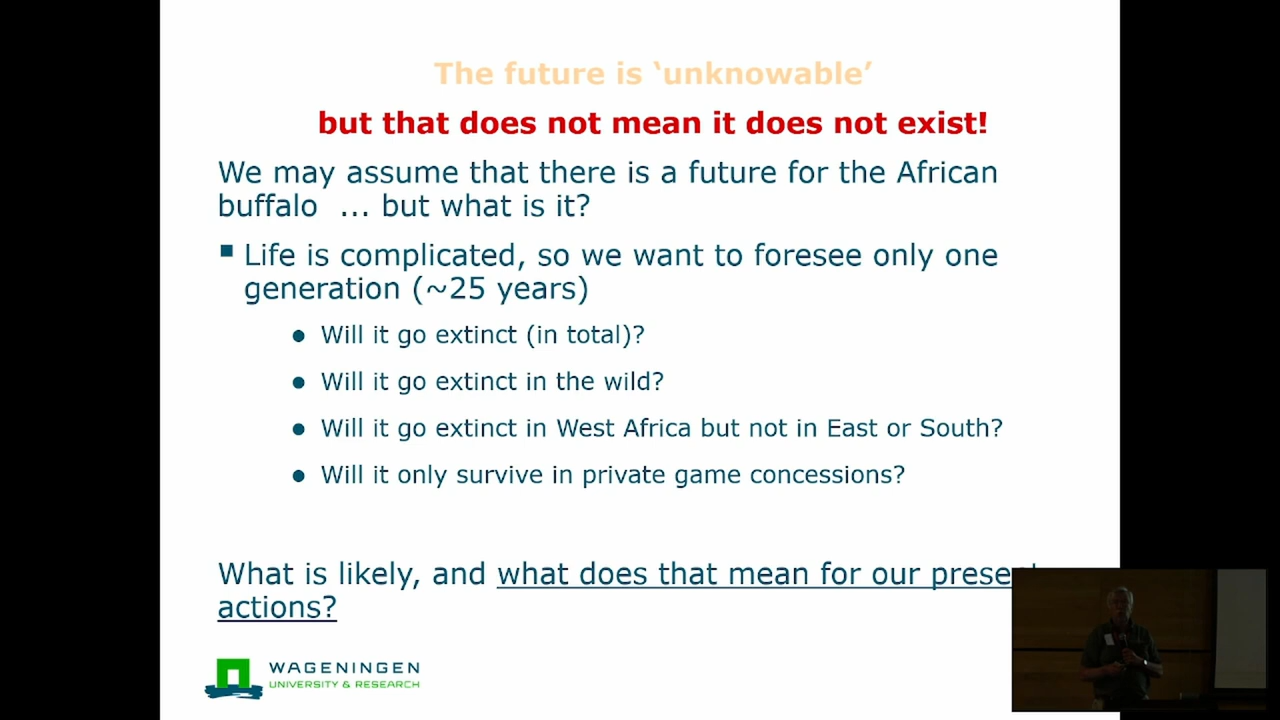 The future is ‘unknowable’
but that does not mean it does not exist!
We may assume that there is a future for the African
buffalo ... but what is it?
▪ Life is complicated, so we want to foresee only one
generation (~25 years)
● Will it go extinct (in total)?
● Will it go extinct in the wild?
● Will it go extinct in West Africa but not in East or South?
● Will it only survive in private game concessions?
What is likely, and what does that mean for our present
actions?
WAGENINGEN
UNIVERSITY & RESEARCH